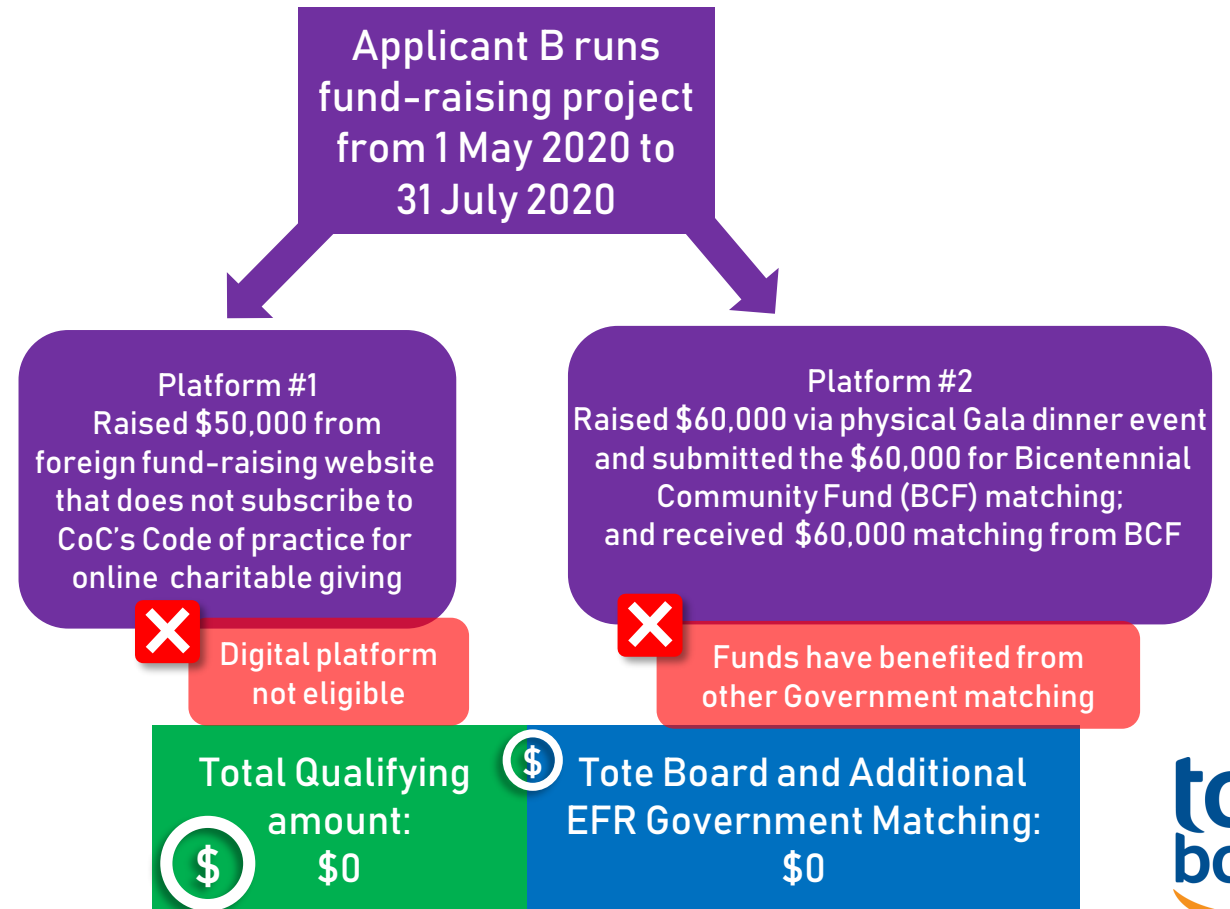 Applicant B runs
fund-raising project
from 1 May 2020 to
31 July 2020
Platform #1
Raised $50,000 from
foreign fund-raising website
that does not subscribe to
CoC's Code of practice for
online charitable giving
Digital platform
not eligible
Platform #2
Raised $60,000 via physical Gala dinner event
and submitted the $60,000 for Bicentennial
Community Fund (BCF) matching;
and received $60,000 matching from BCF
Funds have benefited from
other Government matching
Total Qualifying
amount:
$ $0
$ Tote Board and Additional
EFR Government Matching:
$0